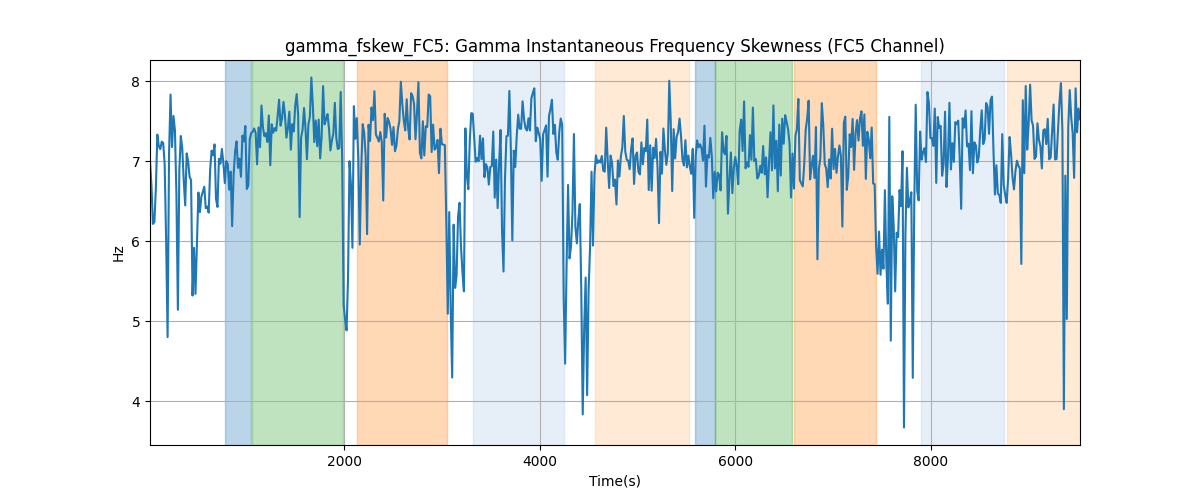 gamma_fskew_FC5: Gamma Instantaneous Frequency Skewness (FC5 Channel)
8
7
6
5
4
Hz
2000 4000 6000 8000
Time(s)